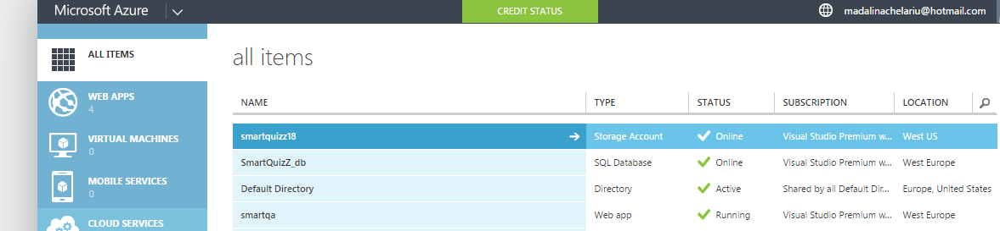 Microsoft Azure CREDIT STATUS madalinachelariu@hotmail.com
ALL ITEMS
WEB APPS
4
VIRTUAL MACHINES
0
MOBILE SERVICES
0
CLOUD SERVICES
all items
NAME TYPE STATUS SUBSCRIPTION LOCATION
smartquizz18 Storage Account Online Visual Studio Premium w... West US
SmartQuizZ_db SQL Database Online Visual Studio Premium w... West Europe
Default Directory Directory Active Shared by all Default Dir... Europe, United States
smartqa Web app Running Visual Studio Premium w... West Europe